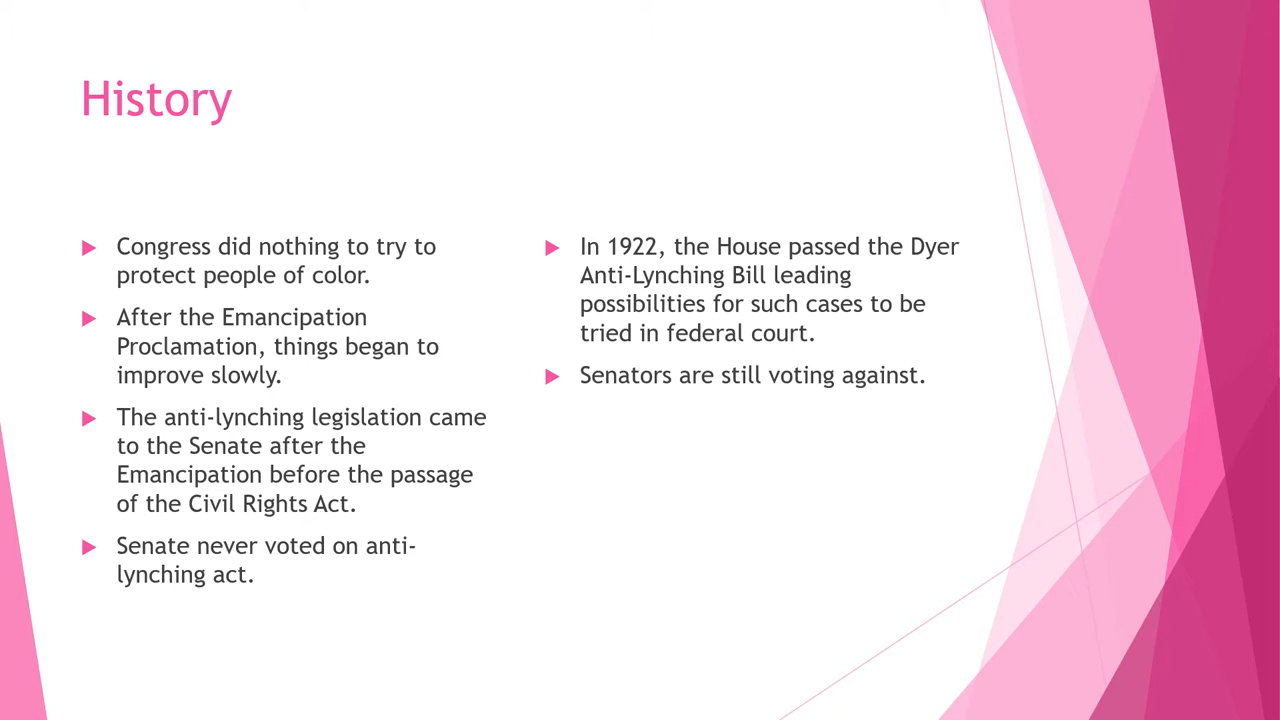 History
Congress did nothing to try to
protect people of color.
After the Emancipation
Proclamation, things began to
improve slowly.
The anti-lynching legislation came
to the Senate after the
Emancipation before the passage
of the Civil Rights Act.
Senate never voted on anti-
lynching act.
In 1922, the House passed the Dyer
Anti-Lynching Bill leading
possibilities for such cases to be
tried in federal court.
Senators are still voting against.